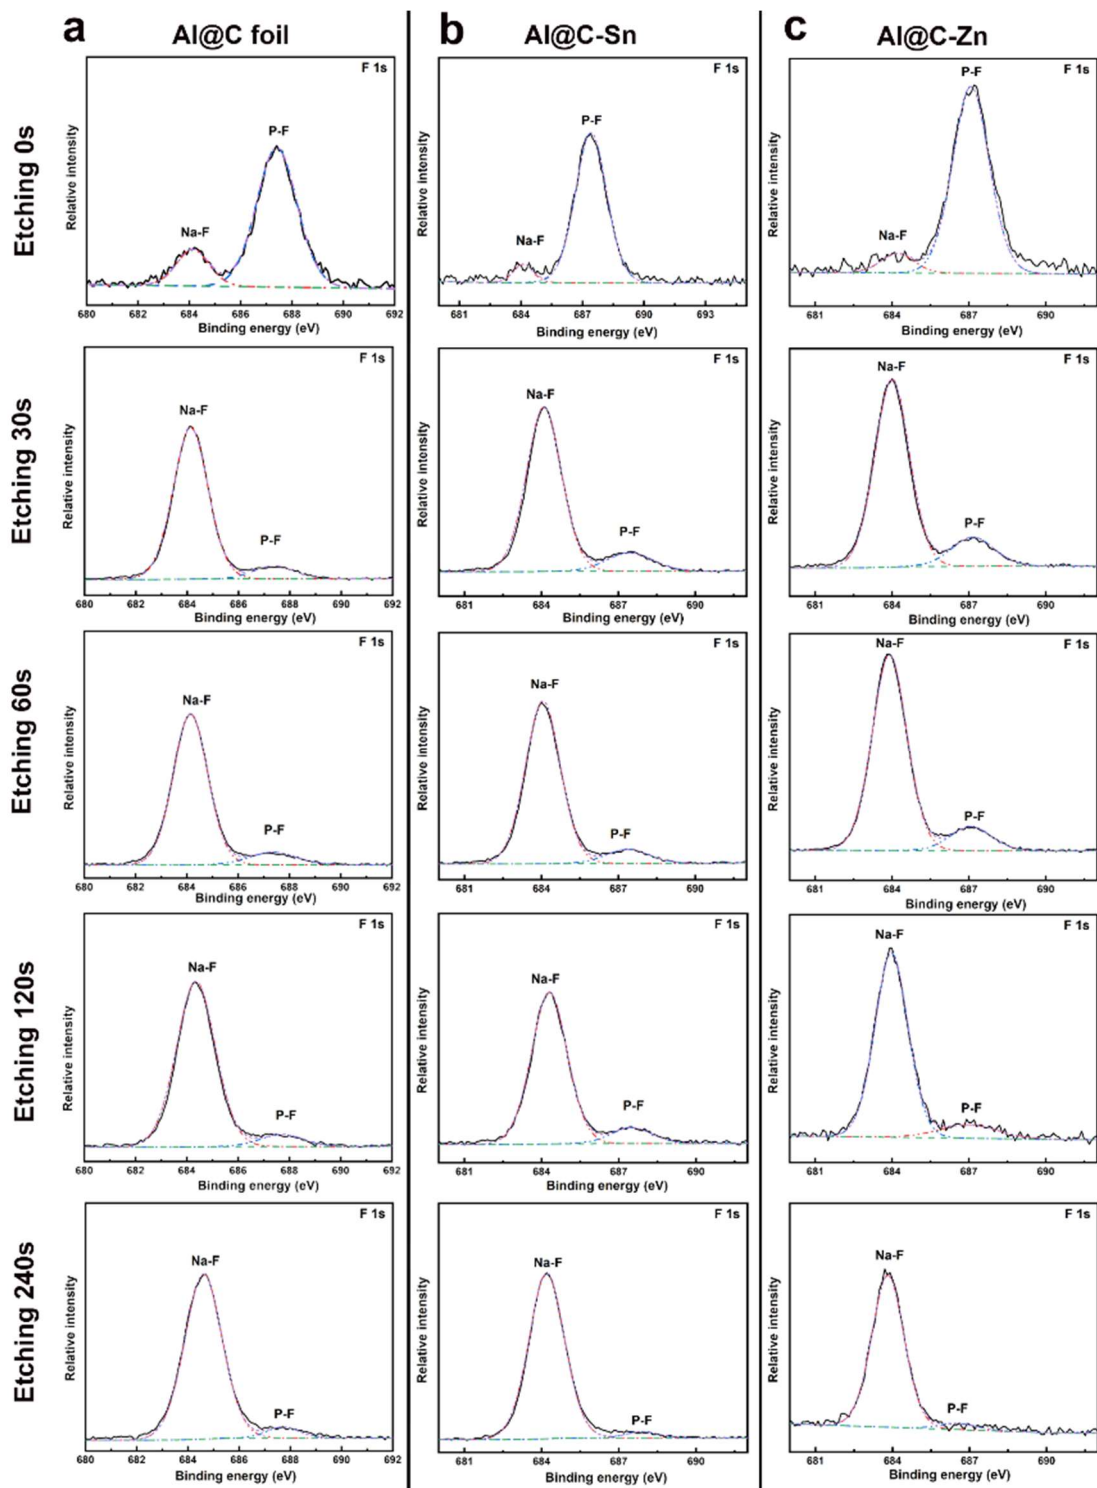 a
Al@C foil
b
Al@C-Sn
c
Al@C-Zn
Etching 0s
Relative intensity
F 1s
Na-F
P-F
680 682 684 686 688 690 692
Binding energy (eV)
Relative intensity
F 1s
Na-F
P-F
681 684 687 690 693
Binding energy (eV)
Relative intensity
F 1s
P-F
Na-F
681 684 687 690
Binding energy (eV)
Etching 30s
Relative intensity
F 1s
Na-F
P-F
680 682 684 686 688 690 692
Binding energy (eV)
Relative intensity
F 1s
Na-F
P-F
681 684 687 690
Binding energy (eV)
Relative intensity
F 1s
Na-F
P-F
681 684 687 690
Binding energy (eV)
Etching 60s
Relative intensity
F 1s
Na-F
P-F
680 682 684 686 688 690 692
Binding energy (eV)
Relative intensity
F 1s
Na-F
P-F
681 684 687 690
Binding energy (eV)
Relative intensity
F 1s
Na-F
P-F
681 684 687 690
Binding energy (eV)
Etching 120s
Relative intensity
F 1s
Na-F
P-F
680 682 684 686 688 690 692
Binding energy (eV)
Relative intensity
F 1s
Na-F
P-F
681 684 687 690
Binding energy (eV)
Relative intensity
F 1s
Na-F
P-F
681 684 687 690
Binding energy (eV)
Etching 240s
Relative intensity
F 1s
Na-F
P-F
680 682 684 686 688 690 692
Binding energy (eV)
Relative intensity
F 1s
Na-F
P-F
681 684 687 690
Binding energy (eV)
Relative intensity
F 1s
Na-F
P-F
681 684 687 690
Binding energy (eV)